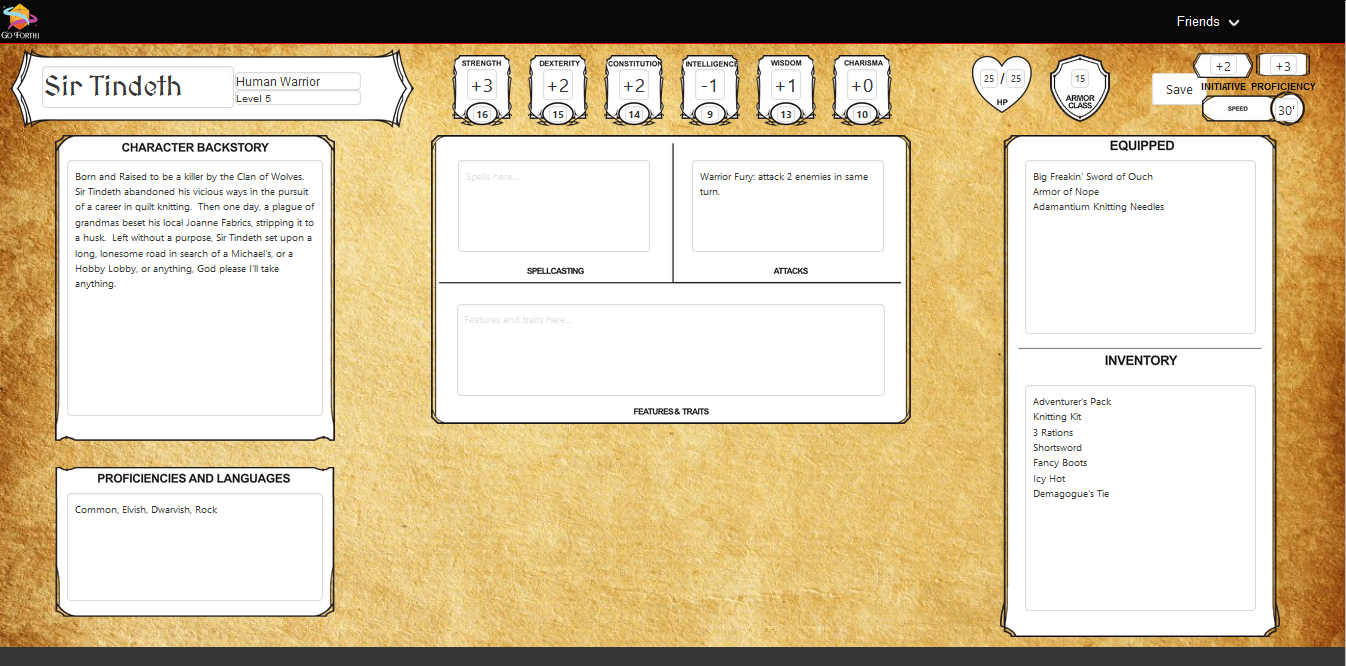 GO FORTH!
Friends
Sir Tindeth
Human Warrior
Level 5
STRENGTH
+3
16
DEXTERITY
+2
15
CONSTITUTION
+2
14
INTELLIGENCE
-1
9
WISDOM
+1
13
CHARISMA
+0
10
25 / 25
HP
15
ARMOR
CLASS
Save
+2
INITIATIVE
+3
PROFICIENCY
SPEED
30'
CHARACTER BACKSTORY
Born and Raised to be a killer by the Clan of Wolves.
Sir Tindeth abandoned his vicious ways in the pursuit
of a career in quilt knitting.  Then one day, a plague of
grandmas beset his local Joanne Fabrics, stripping it to
a husk.  Left without a purpose, Sir Tindeth set upon a
long, lonesome road in search of a Michael's, or a
Hobby Lobby, or anything, God please I'll take
anything.
PROFICIENCIES AND LANGUAGES
Common, Elvish, Dwarvish, Rock
Spells here...
SPELLCASTING
Warrior Fury: attack 2 enemies in same
turn.
ATTACKS
Features and traits here...
FEATURES & TRAITS
EQUIPPED
Big Freakin' Sword of Ouch
Armor of Nope
Adamantium Knitting Needles
INVENTORY
Adventurer's Pack
Knitting Kit
3 Rations
Shortsword
Fancy Boots
Icy Hot
Demagogue's Tie